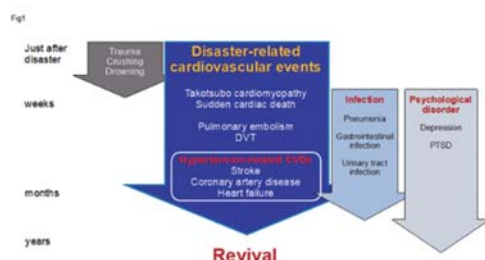 Fig1
Just after
disaster
weeks
months
years
Trauma
Crushing
Drowning
Disaster-related
cardiovascular events
Takotsubo cardiomyopathy
Sudden cardiac death
Pulmonary embolism
DVT
Hypertension-related CVDs
Stroke
Coronary artery disease
Heart failure
Infection
Pneumonia
Gastrointestinal
infection
Urinary tract
infection
Psychological
disorder
Depression
PTSD
Revival